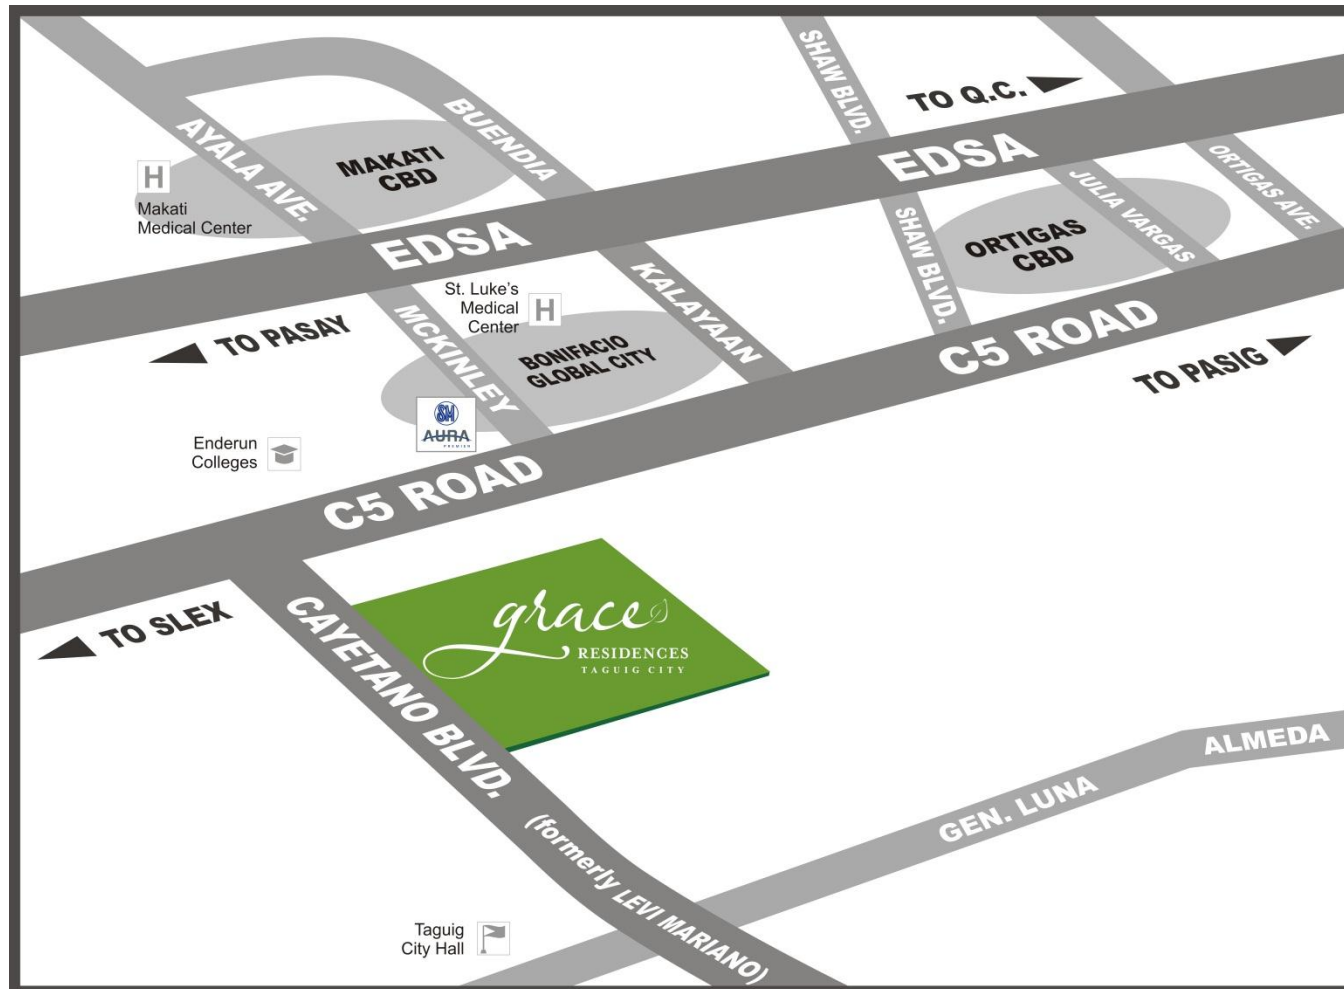 SHAW BLVD.
TO Q.C.
BUENDIA
AYALA AVE.
MAKATI
CBD
H
Makati
Medical Center
EDSA
EDSA
ORTIGAS AVE.
JULIA VARGAS
SHAW BLVD.
ORTIGAS
CBD
KALAYAAN
St. Luke's
Medical
Center
H
MCKINLEY
TO PASAY
BONIFACIO
GLOBAL CITY
C5 ROAD
TO PASIG
SM
AURA
PREMIER
Enderun
Colleges
C5 ROAD
TO SLEX
CAYETANO BLVD.
(formerly LEVI MARIANO)
grace
RESIDENCES
TAGUIG CITY
ALMEDA
GEN. LUNA
Taguig
City Hall